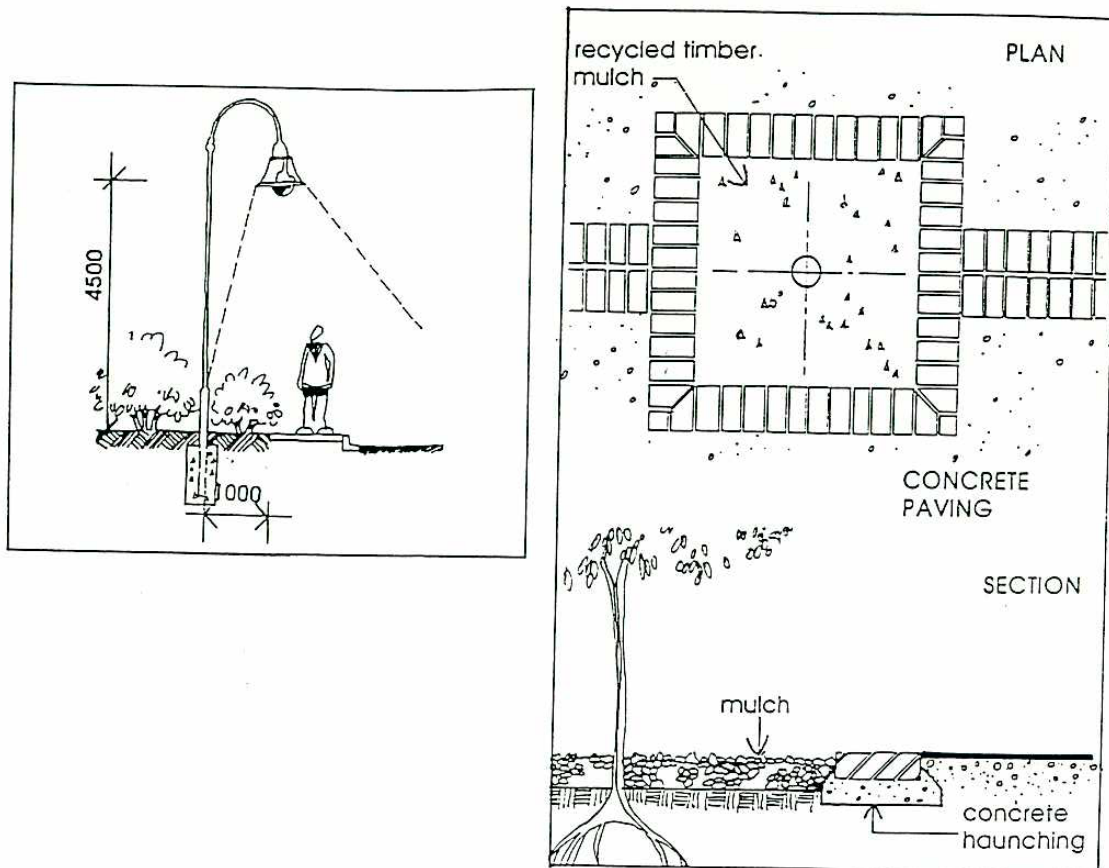 4500
1000
recycled timber
mulch
PLAN
CONCRETE
PAVING
SECTION
mulch
concrete
haunching